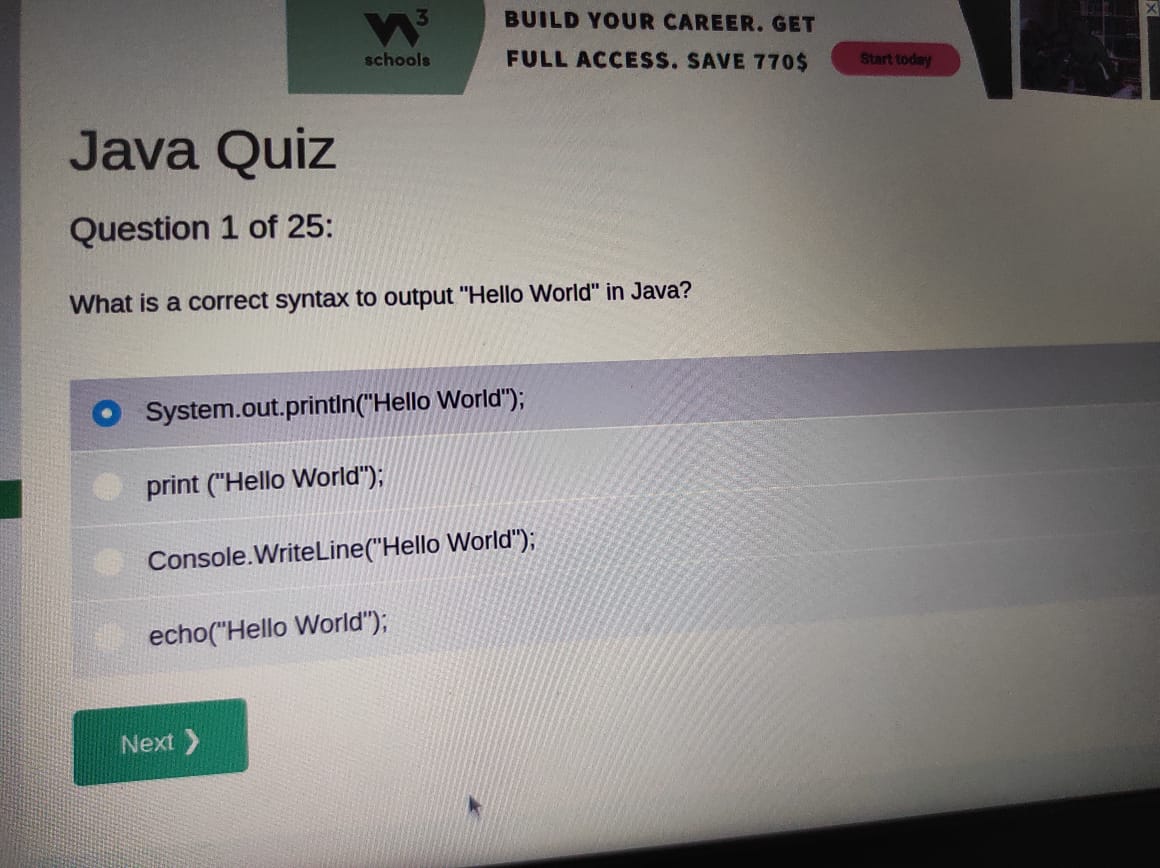 3
schools
BUILD YOUR CAREER. GET
FULL ACCESS. SAVE 770$
Start today
Java Quiz
Question 1 of 25:
What is a correct syntax to output "Hello World" in Java?
System.out.println("Hello World");
print ("Hello World");
Console.WriteLine("Hello World");
echo("Hello World");
Next ❯